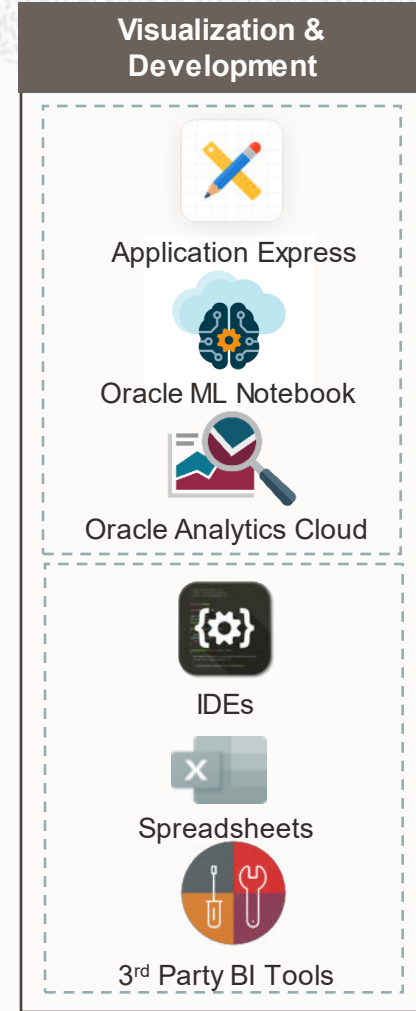 Visualization &
Development
Application Express
Oracle ML Notebook
Oracle Analytics Cloud
IDEs
X
Spreadsheets
3rd Party BI Tools